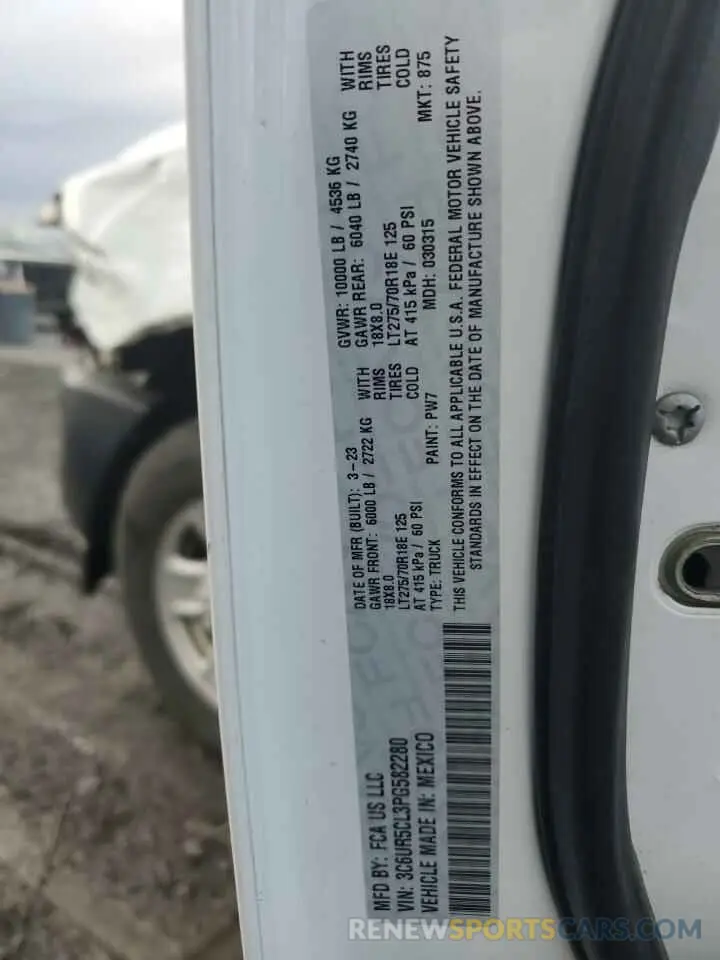 MFD BY: FCA US LLC
VIN: 3C6UR5CL3PG582280
VEHICLE MADE IN: MEXICO
DATE OF MFR (BUILT): 3-23
GAWR FRONT: 6000 LB / 2722 KG WITH
18X8.0 RIMS
LT275/70R18E 125 TIRES
AT 415 kPa / 60 PSI COLD
TYPE: TRUCK PAINT: PW7
GVWR: 10000 LB / 4536 KG
GAWR REAR: 6040 LB / 2740 KG WITH
18X8.0 RIMS
LT275/70R18E 125 TIRES
AT 415 kPa / 60 PSI COLD
MDH: 030315 MKT: 875
THIS VEHICLE CONFORMS TO ALL APPLICABLE U.S.A. FEDERAL MOTOR VEHICLE SAFETY
STANDARDS IN EFFECT ON THE DATE OF MANUFACTURE SHOWN ABOVE.
RENEWSPORTSCARS.COM